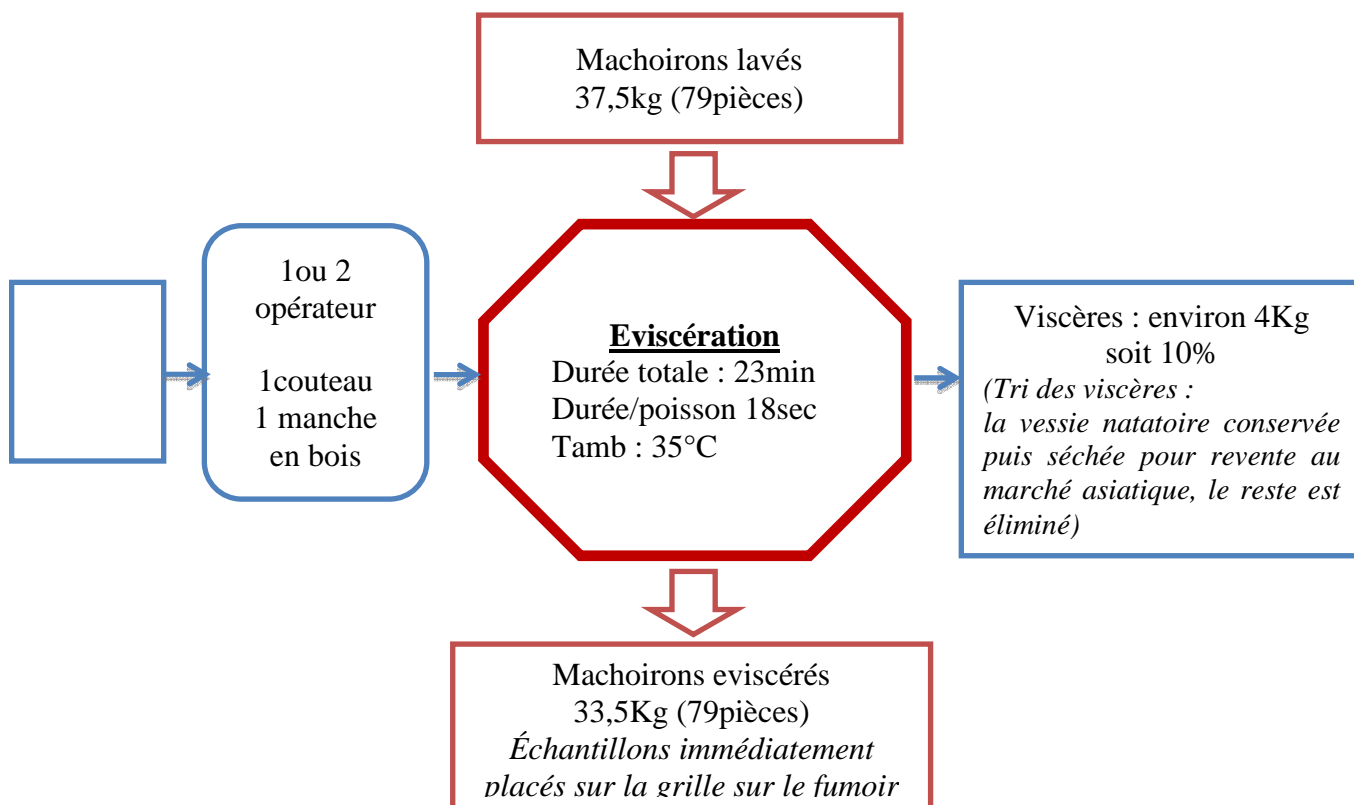 Machoirons lavés
37,5kg (79pièces)
1ou 2
opérateur
1couteau
1 manche
en bois
Eviscération
Durée totale : 23min
Durée/poisson 18sec
Tamb : 35°C
Viscères : environ 4Kg
soit 10%
(Tri des viscères :
la vessie natatoire conservée
puis séchée pour revente au
marché asiatique, le reste est
éliminé)
Machoirons eviscérés
33,5Kg (79pièces)
Échantillons immédiatement
placés sur la grille sur le fumoir